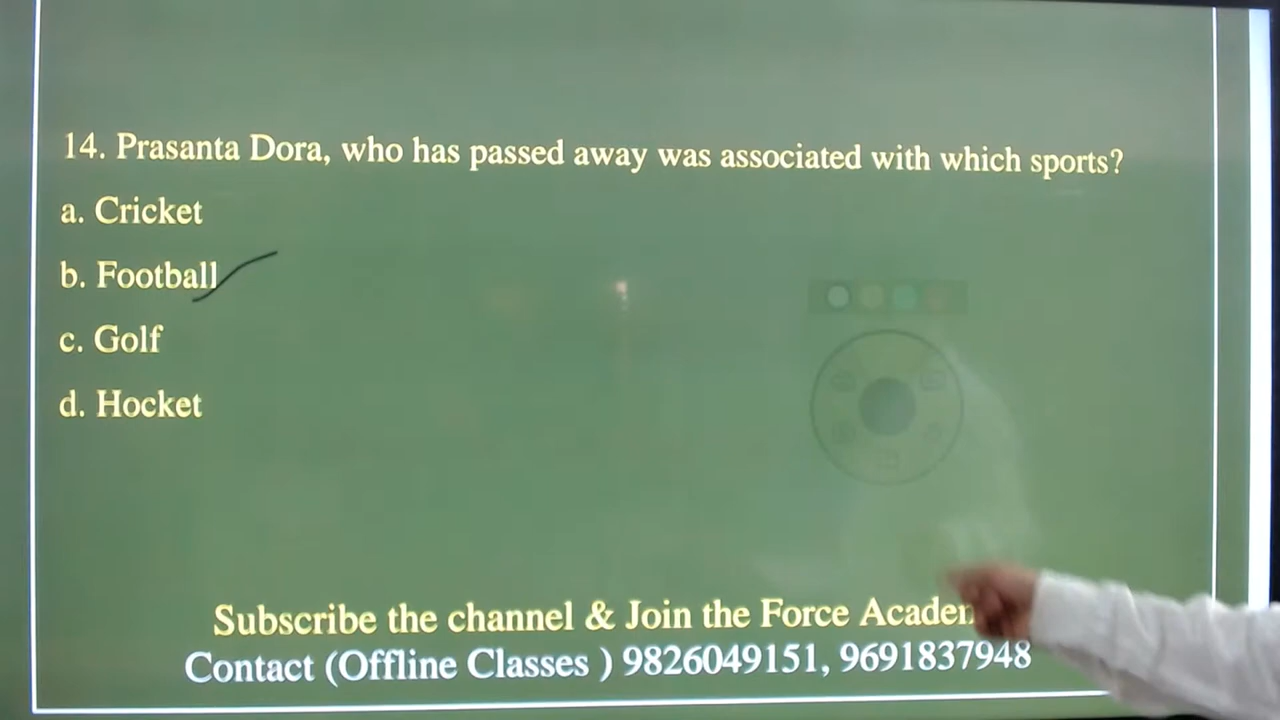 14. Prasanta Dora, who has passed away was associated with which sports?
a. Cricket
b. Football
c. Golf
d. Hocket
Subscribe the channel & Join the Force
Contact (Offline Classes ) 9826049151, 9691837948